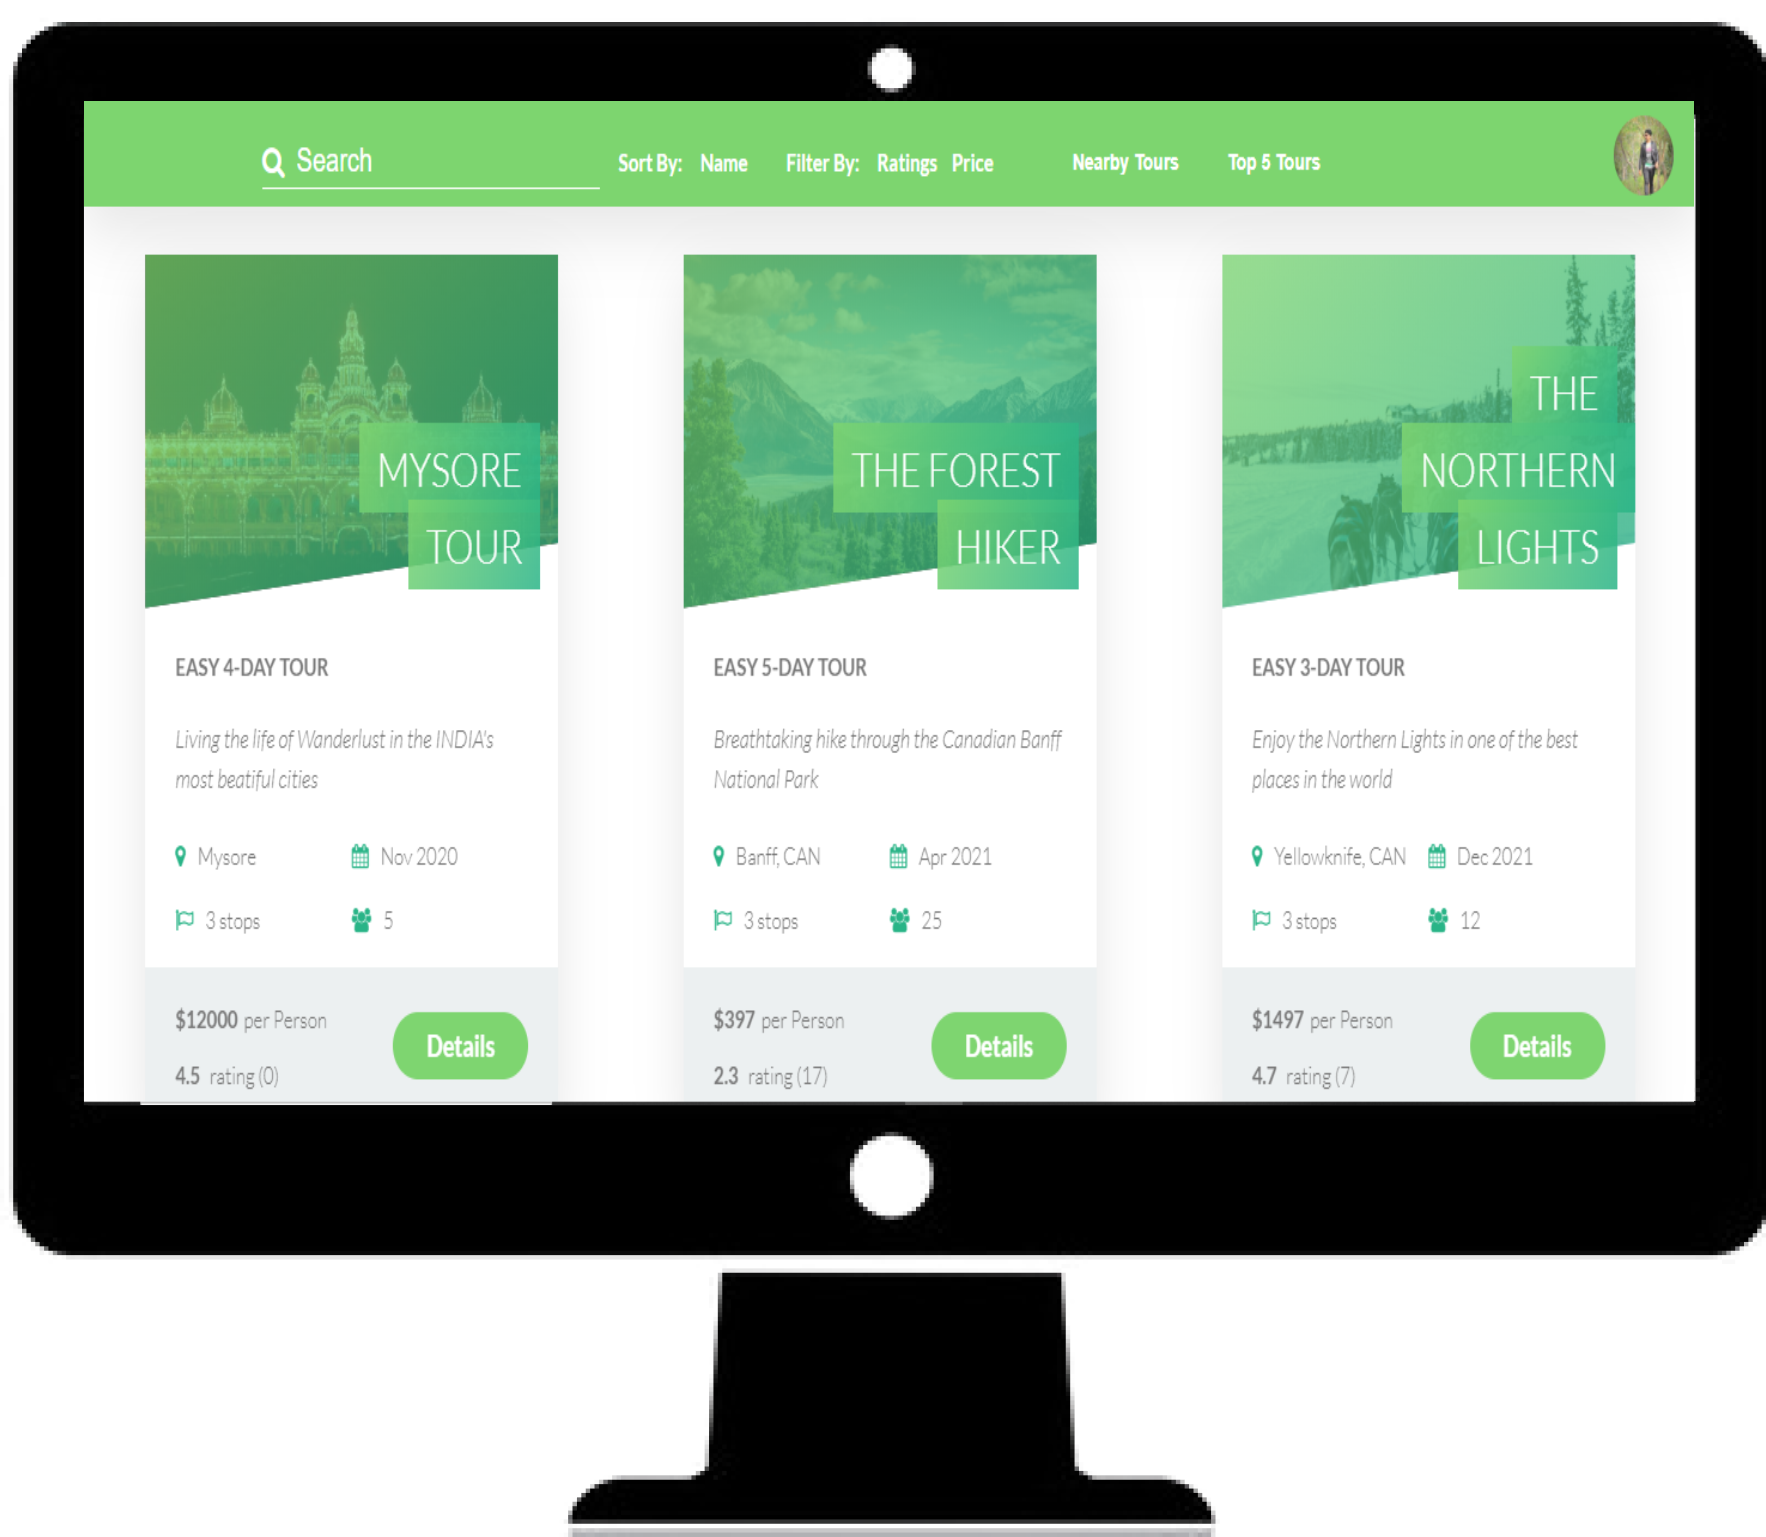 Search
Sort By: Name Filter By: Ratings Price Nearby Tours Top 5 Tours
MYSORE
TOUR
EASY 4-DAY TOUR
Living the life of Wanderlust in the INDIA's
most beatiful cities
Mysore Nov 2020
3 stops 5
$12000 per Person
4.5 rating (0)
Details
THE FOREST
HIKER
EASY 5-DAY TOUR
Breathtaking hike through the Canadian Banff
National Park
Banff, CAN Apr 2021
3 stops 25
$397 per Person
2.3 rating (17)
Details
THE
NORTHERN
LIGHTS
EASY 3-DAY TOUR
Enjoy the Northern Lights in one of the best
places in the world
Yellowknife, CAN Dec 2021
3 stops 12
$1497 per Person
4.7 rating (7)
Details